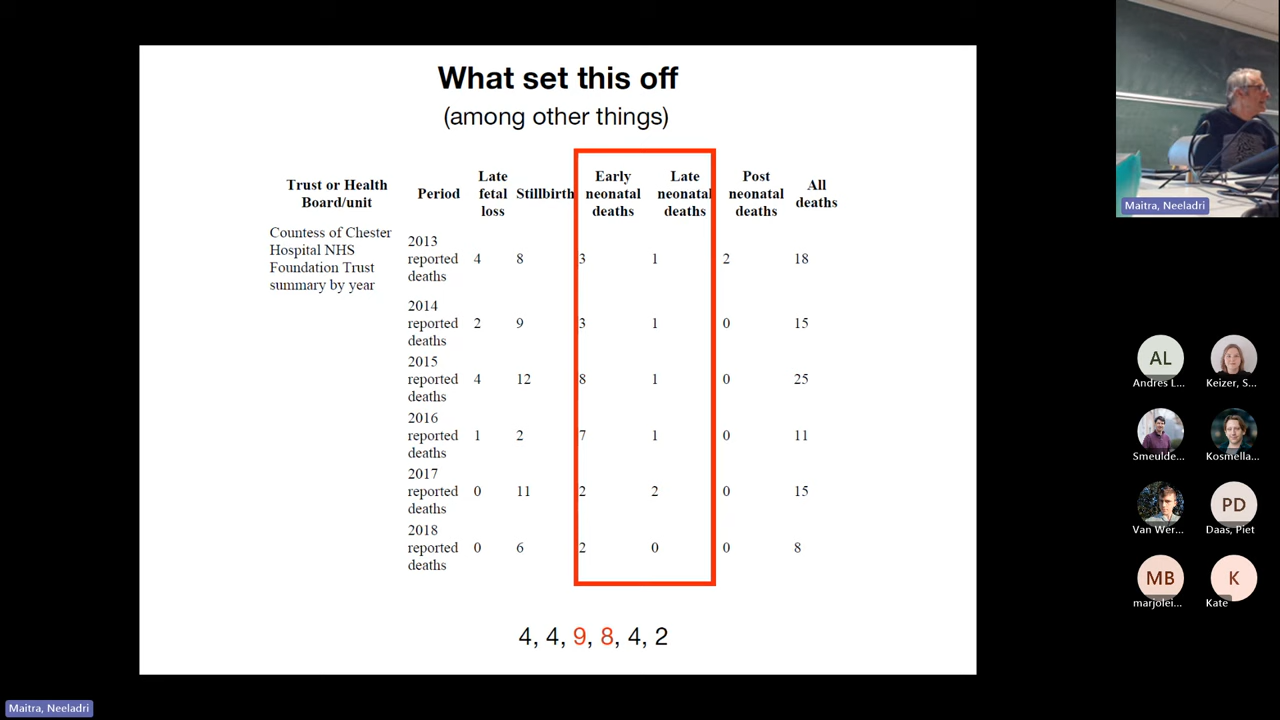 What set this off
(among other things)
Trust or Health
Board/unit
Period
Late
fetal
loss
Stillbirth
Early
neonatal
deaths
Late
neonatal
deaths
Post
neonatal
deaths
All
deaths
Countess of Chester
Hospital NHS
Foundation Trust
summary by year
2013
reported
deaths
4
8
3
1
2
18
2014
reported
deaths
2
9
3
1
0
15
2015
reported
deaths
4
12
8
1
0
25
2016
reported
deaths
1
2
7
1
0
11
2017
reported
deaths
0
11
2
2
0
15
2018
reported
deaths
0
6
2
0
0
8
4, 4, 9, 8, 4, 2
Maitra, Neeladri
AL
Andres L...
Keizer, S...
Smeulde...
Kosmella...
Van Wer...
PD
Daas, Piet
MB
marjolei...
K
Kate
Maitra, Neeladri